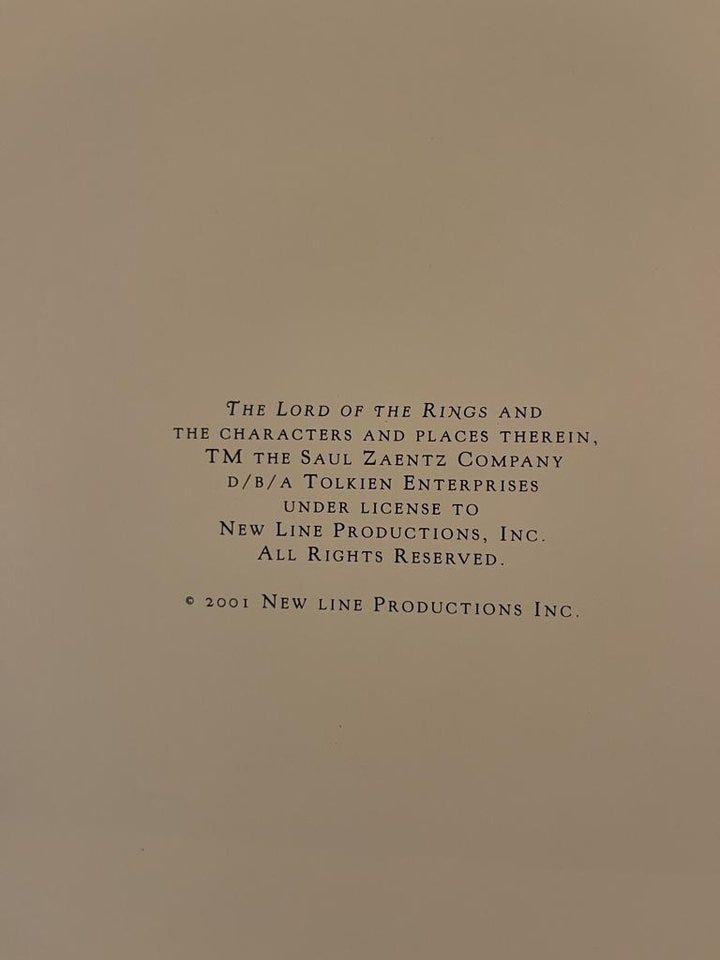 The Lord of the Rings and
the characters and places therein,
TM the Saul Zaentz Company
d/b/a Tolkien Enterprises
under license to
New Line Productions, Inc.
All Rights Reserved.
© 2001 New line Productions Inc.